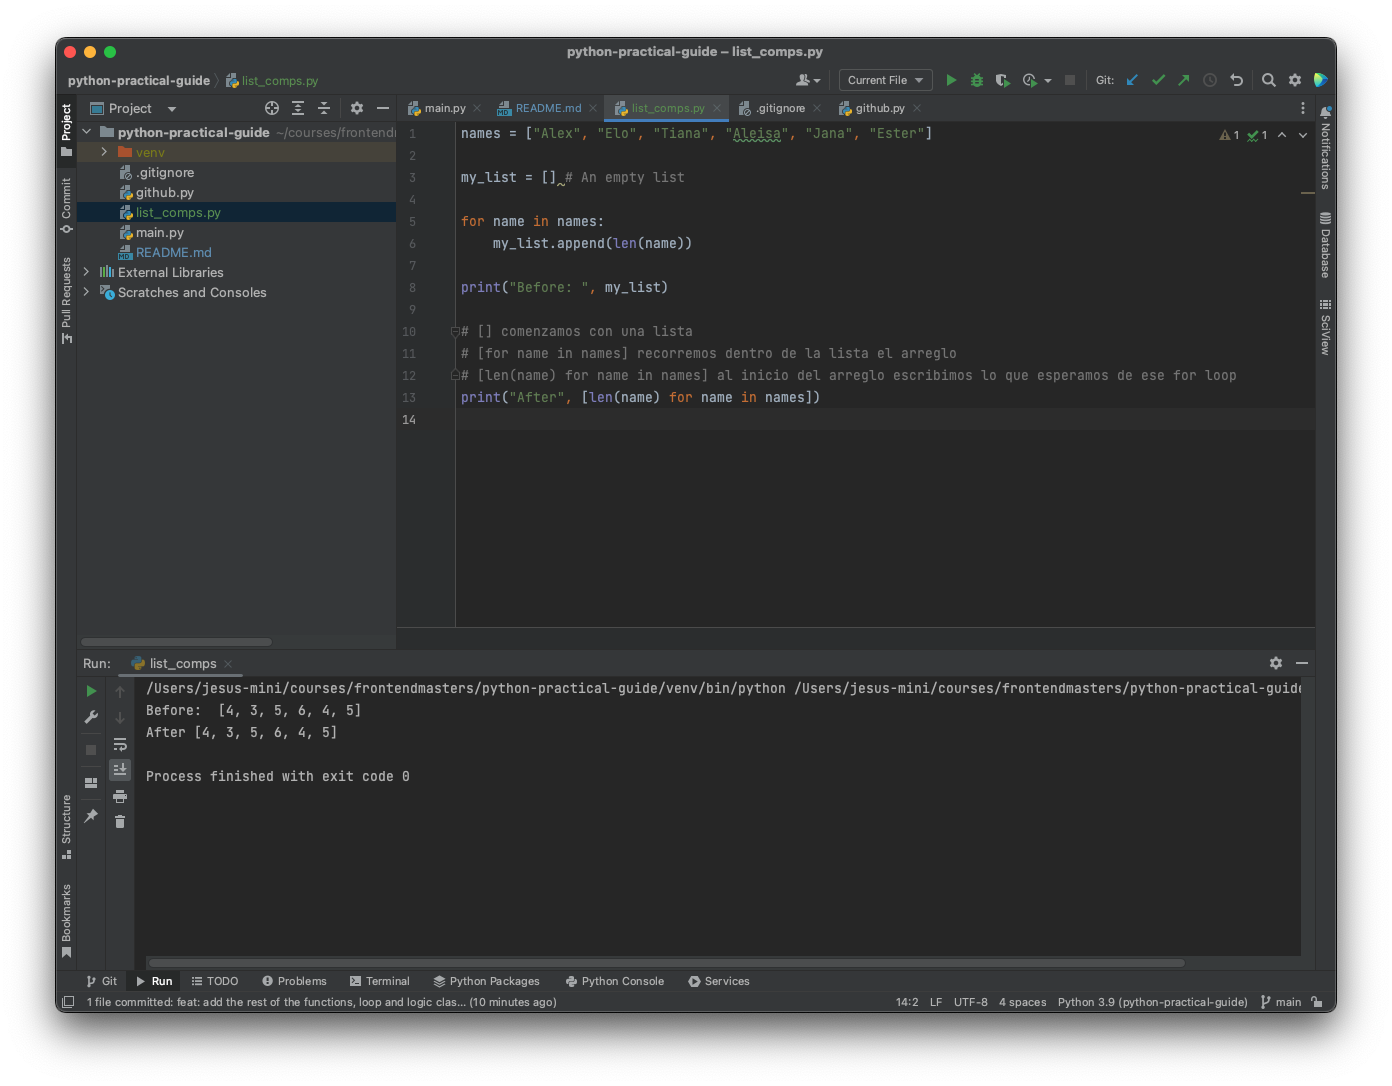 python-practical-guide – list_comps.py
python-practical-guide list_comps.py
Current File
Git:
Project
main.py
README.md
list_comps.py
.gitignore
github.py
Project
Commit
Pull Requests
Structure
Bookmarks
python-practical-guide ~/courses/frontend
venv
.gitignore
github.py
list_comps.py
main.py
README.md
External Libraries
Scratches and Consoles
1 names = ["Alex", "Elo", "Tiana", "Aleisa", "Jana", "Ester"]
2
3 my_list = [] # An empty list
4
5 for name in names:
6 my_list.append(len(name))
7
8 print("Before: ", my_list)
9
10 # [] comenzamos con una lista
11 # [for name in names] recorremos dentro de la lista el arreglo
12 # [len(name) for name in names] al inicio del arreglo escribimos lo que esperamos de ese for loop
13 print("After", [len(name) for name in names])
14
1 1
Notifications
Database
SciView
Run: list_comps
/Users/jesus-mini/courses/frontendmasters/python-practical-guide/venv/bin/python /Users/jesus-mini/courses/frontendmasters/python-practical-guide
Before:  [4, 3, 5, 6, 4, 5]
After [4, 3, 5, 6, 4, 5]
Process finished with exit code 0
Git Run TODO Problems Terminal Python Packages Python Console Services
1 file committed: feat: add the rest of the functions, loop and logic clas... (10 minutes ago)
14:2 LF UTF-8 4 spaces Python 3.9 (python-practical-guide) main